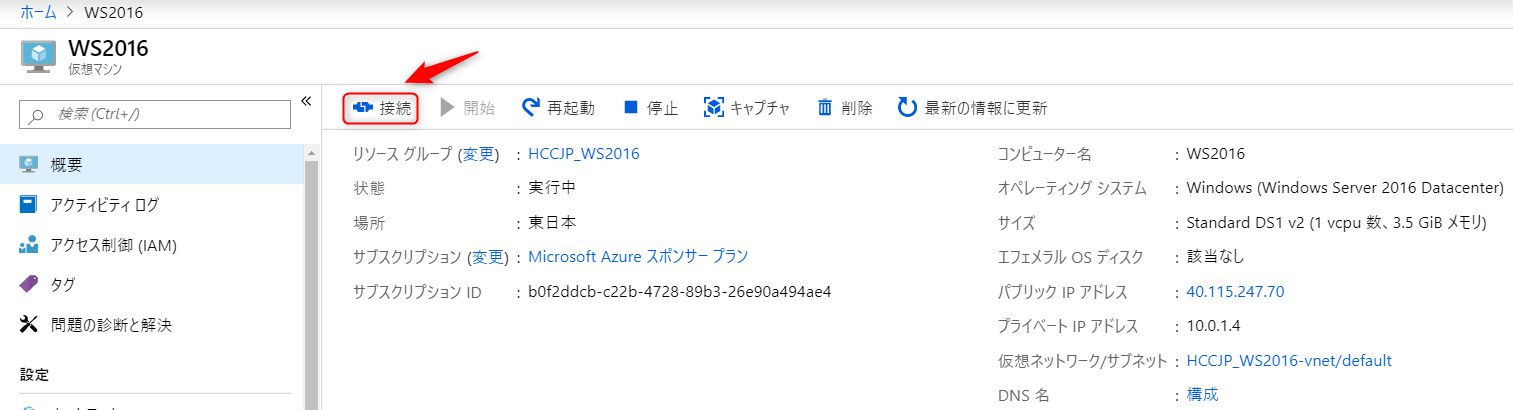 ホーム > WS2016
WS2016
仮想マシン
検索 (Ctrl+/)
«
概要
アクティビティ ログ
アクセス制御 (IAM)
タグ
問題の診断と解決
設定
接続 開始 再起動 停止 キャプチャ 削除 最新の情報に更新
リソース グループ (変更) : HCCJP_WS2016
状態 : 実行中
場所 : 東日本
サブスクリプション (変更) : Microsoft Azure スポンサー プラン
サブスクリプション ID : b0f2ddcb-c22b-4728-89b3-26e90a494ae4
コンピューター名 : WS2016
オペレーティング システム : Windows (Windows Server 2016 Datacenter)
サイズ : Standard DS1 v2 (1 vcpu 数、3.5 GiB メモリ)
エフェメラル OS ディスク : 該当なし
パブリック IP アドレス : 40.115.247.70
プライベート IP アドレス : 10.0.1.4
仮想ネットワーク/サブネット : HCCJP_WS2016-vnet/default
DNS 名 : 構成